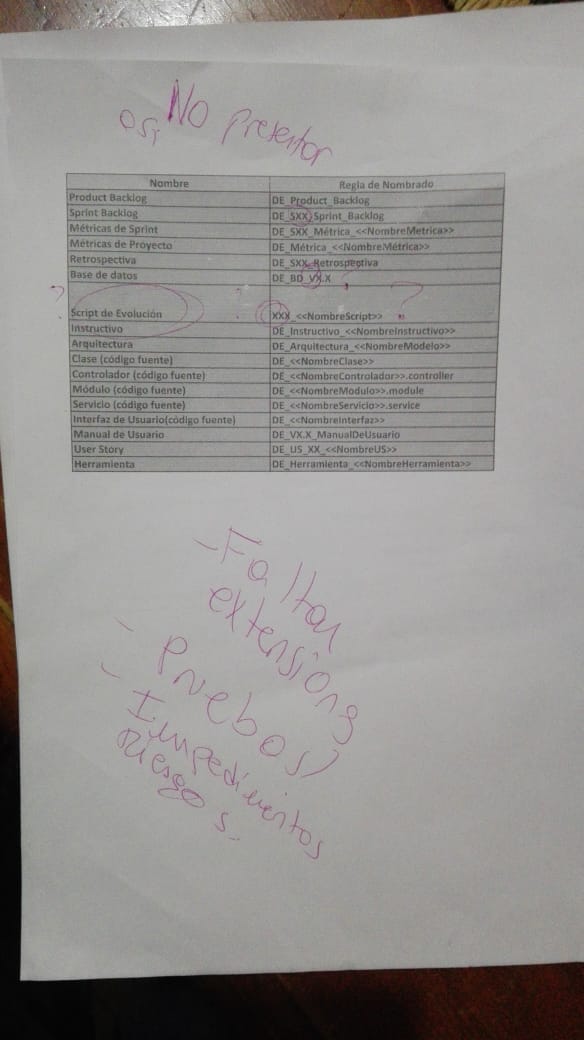 No presentar
así
Nombre Regla de Nombrado
Product Backlog DE_Product_Backlog
Sprint Backlog DE_SXX_Sprint_Backlog
Métricas de Sprint DE_SXX_Métrica_<<NombreMetrica>>
Métricas de Proyecto DE_Métrica_<<NombreMétrica>>
Retrospectiva DE_SXX_Retrospectiva
Base de datos DE_BD_VX.X ?
? Script de Evolución ? XXX_<<NombreScript>> ?
Instructivo DE_Instructivo_<<NombreInstructivo>>
Arquitectura DE_Arquitectura_<<NombreModelo>>
Clase (código fuente) DE_<<NombreClase>>
Controlador (código fuente) DE_<<NombreControlador>>.controller
Módulo (código fuente) DE_<<NombreModulo>>.module
Servicio (código fuente) DE_<<NombreServicio>>.service
Interfaz de Usuario(código fuente) DE_<<NombreInterfaz>>
Manual de Usuario DE_VX.X_ManualDeUsuario
User Story DE_US_XX_<<NombreUS>>
Herramienta DE_Herramienta_<<NombreHerramienta>>
- Faltan
extensiong
- Pruebas)
- Impedimentos
Riesgos.